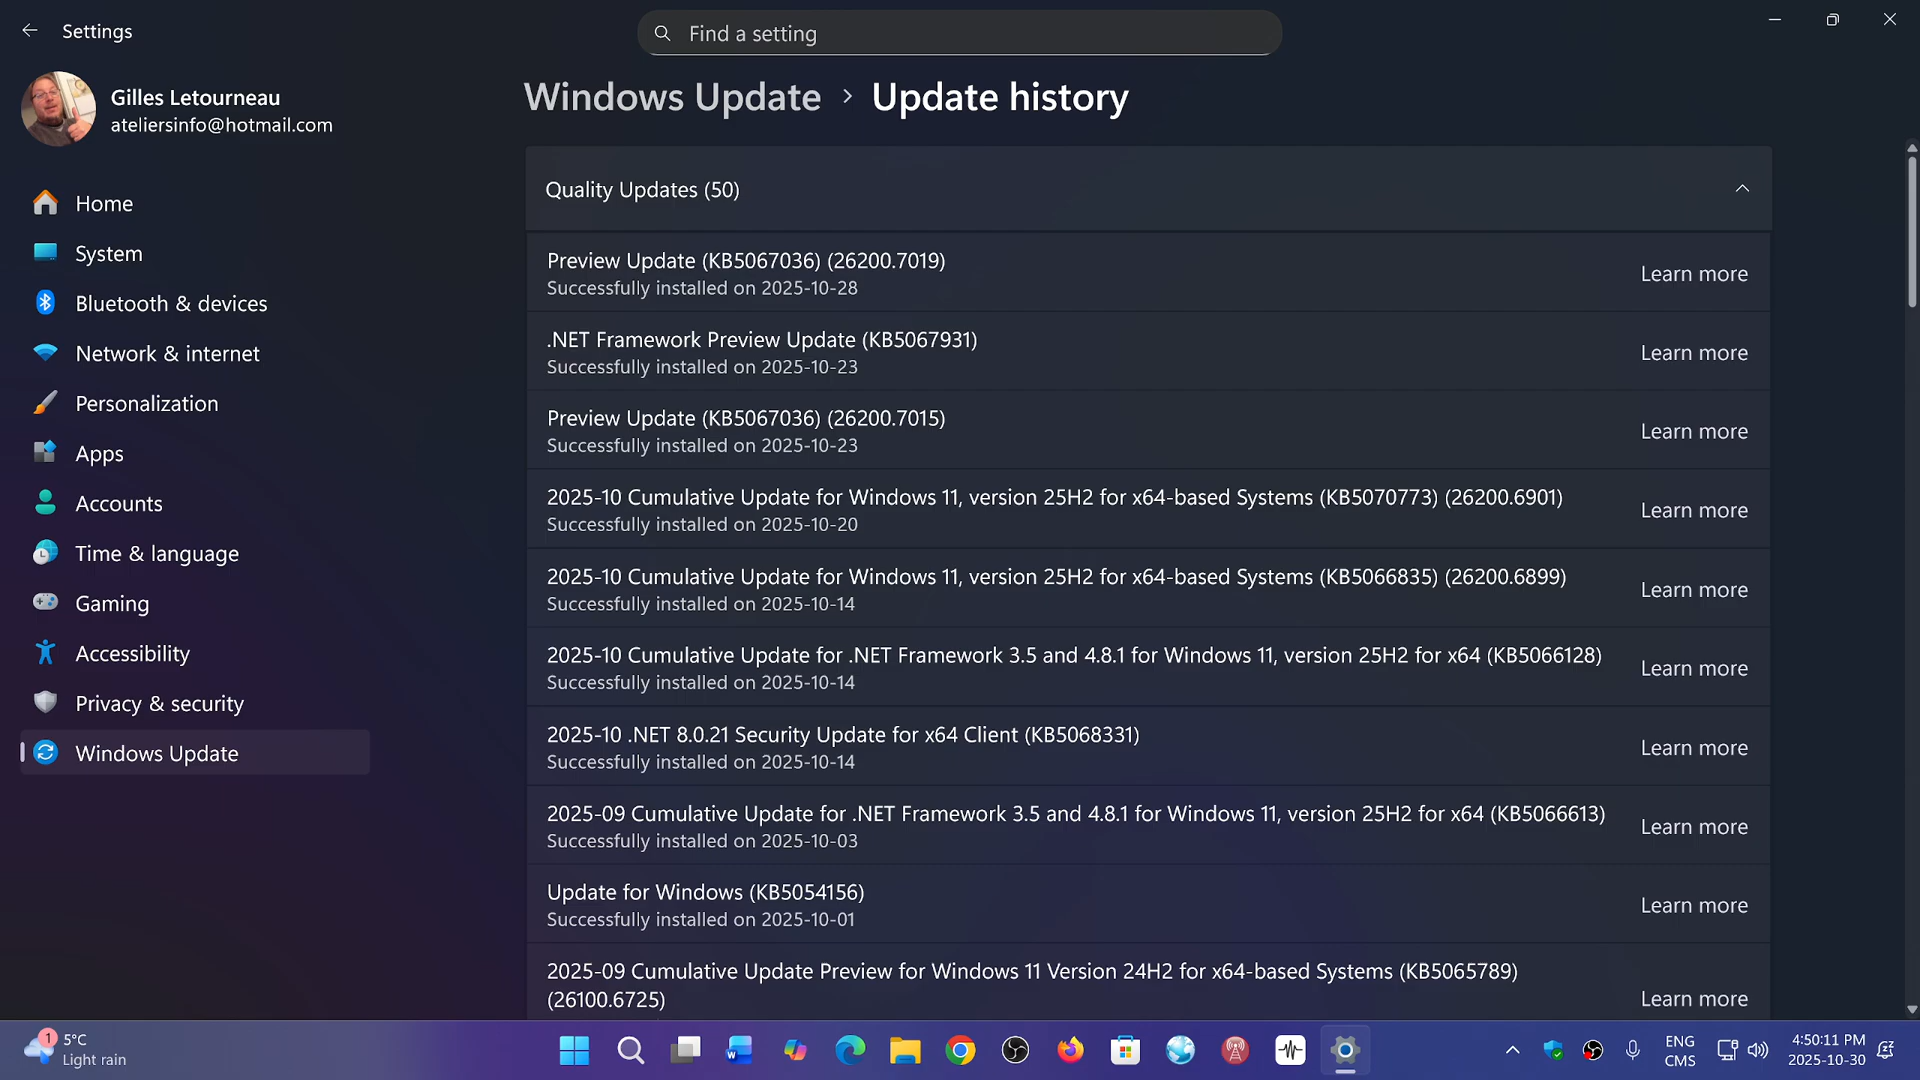 Settings
Find a setting
Gilles Letourneau
ateliersinfo@hotmail.com
Home
System
Bluetooth & devices
Network & internet
Personalization
Apps
Accounts
Time & language
Gaming
Accessibility
Privacy & security
Windows Update
Windows Update > Update history
Quality Updates (50)
Preview Update (KB5067036) (26200.7019)
Successfully installed on 2025-10-28
Learn more
.NET Framework Preview Update (KB5067931)
Successfully installed on 2025-10-23
Learn more
Preview Update (KB5067036) (26200.7015)
Successfully installed on 2025-10-23
Learn more
2025-10 Cumulative Update for Windows 11, version 25H2 for x64-based Systems (KB5070773) (26200.6901)
Successfully installed on 2025-10-20
Learn more
2025-10 Cumulative Update for Windows 11, version 25H2 for x64-based Systems (KB5066835) (26200.6899)
Successfully installed on 2025-10-14
Learn more
2025-10 Cumulative Update for .NET Framework 3.5 and 4.8.1 for Windows 11, version 25H2 for x64 (KB5066128)
Successfully installed on 2025-10-14
Learn more
2025-10 .NET 8.0.21 Security Update for x64 Client (KB5068331)
Successfully installed on 2025-10-14
Learn more
2025-09 Cumulative Update for .NET Framework 3.5 and 4.8.1 for Windows 11, version 25H2 for x64 (KB5066613)
Successfully installed on 2025-10-03
Learn more
Update for Windows (KB5054156)
Successfully installed on 2025-10-01
Learn more
2025-09 Cumulative Update Preview for Windows 11 Version 24H2 for x64-based Systems (KB5065789)
(26100.6725)
Learn more
1
5°C
Light rain
W
ENG
CMS
4:50:11 PM
2025-10-30